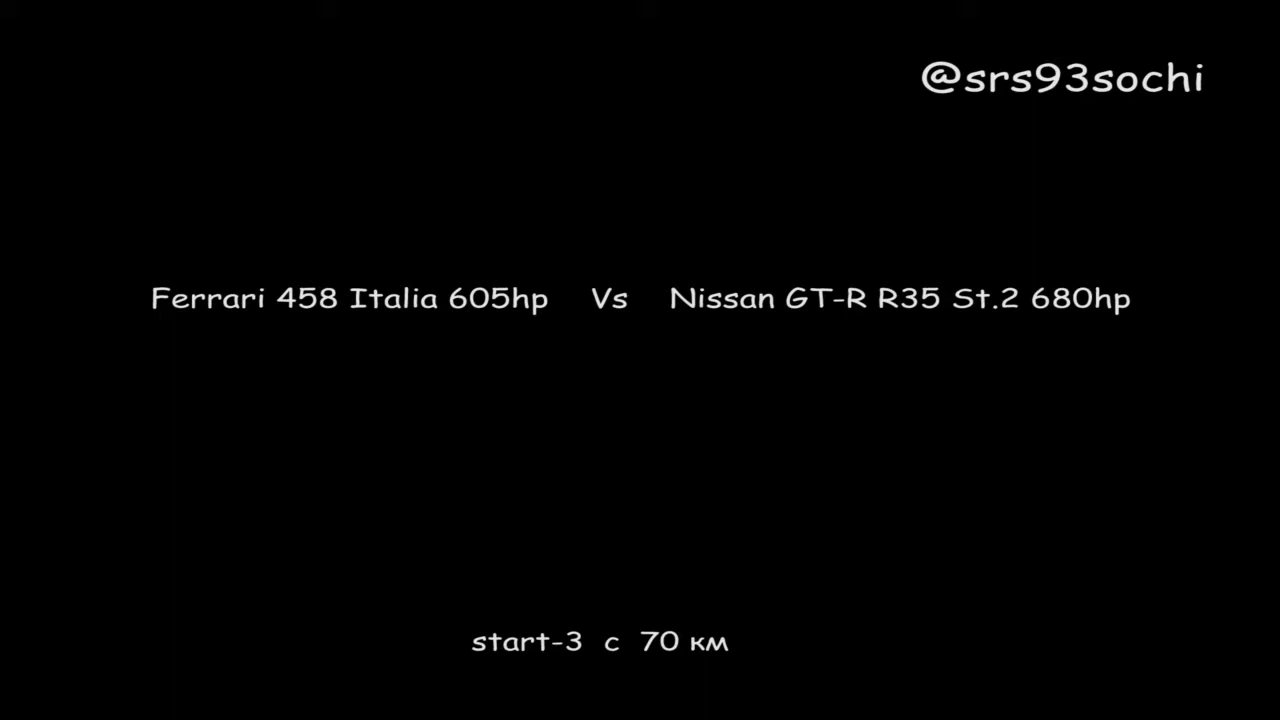 @srs93sochi
Ferrari 458 Italia 605hp Vs Nissan GT-R R35 St.2 680hp
start-3 с 70 км